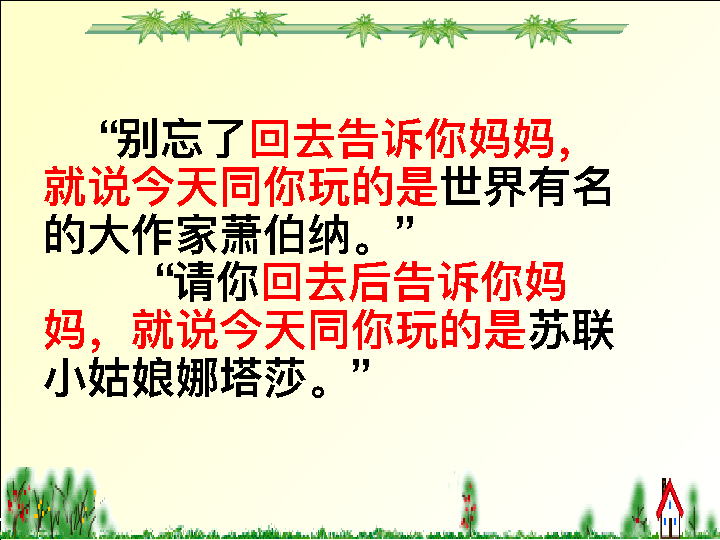 “别忘了回去告诉你妈妈，
就说今天同你玩的是世界有名
的大作家萧伯纳。”
“请你回去后告诉你妈
妈，就说今天同你玩的是苏联
小姑娘娜塔莎。”